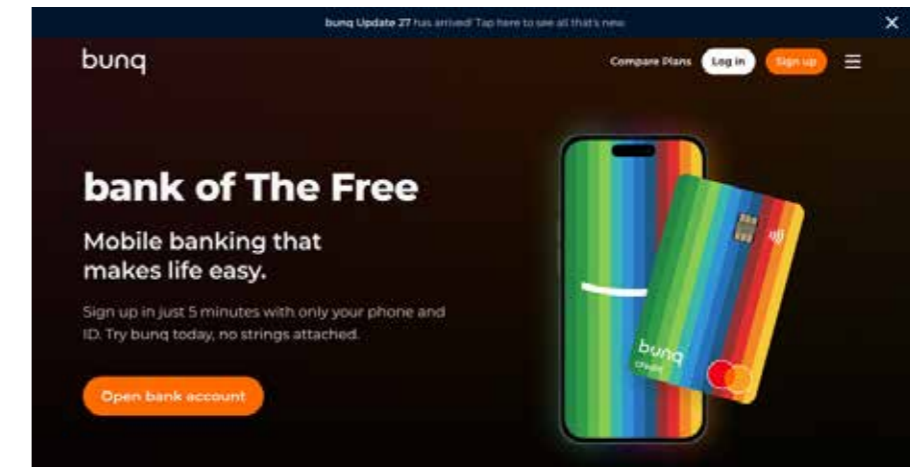 bunq Update 27 has arrived! Tap here to see all that's new.
bunq
Compare Plans
Log in
Sign up
bank of The Free
Mobile banking that
makes life easy.
Sign up in just 5 minutes with only your phone and
ID. Try bunq today, no strings attached.
Open bank account
bunq
credit